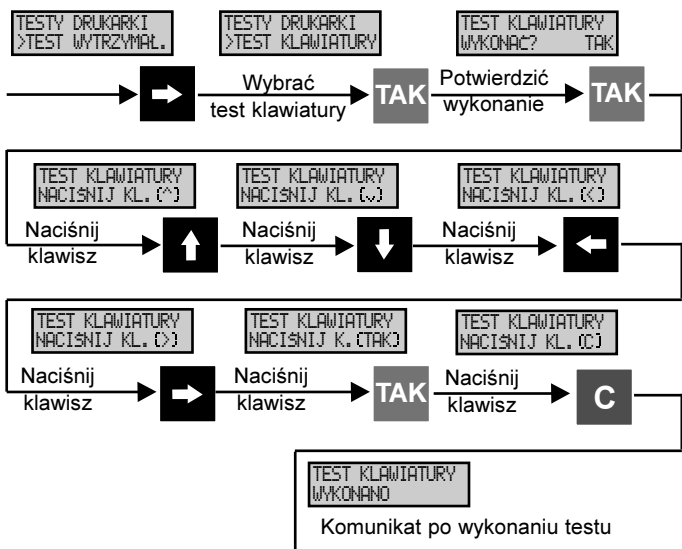 TESTY DRUKARKI
>TEST WYTRZYMAŁ.
TESTY DRUKARKI
>TEST KLAWIATURY
TEST KLAWIATURY
WYKONAĆ? TAK
Wybrać
test klawiatury
TAK
Potwierdzić
wykonanie
TAK
TEST KLAWIATURY
NACIŚNIJ KL.(^)
TEST KLAWIATURY
NACIŚNIJ KL.(⌄)
TEST KLAWIATURY
NACIŚNIJ KL.(<)
Naciśnij
klawisz
Naciśnij
klawisz
Naciśnij
klawisz
TEST KLAWIATURY
NACIŚNIJ KL.(>)
TEST KLAWIATURY
NACIŚNIJ K.(TAK)
TEST KLAWIATURY
NACIŚNIJ KL.(C)
Naciśnij
klawisz
Naciśnij
klawisz
TAK
Naciśnij
klawisz
C
TEST KLAWIATURY
WYKONANO
Komunikat po wykonaniu testu